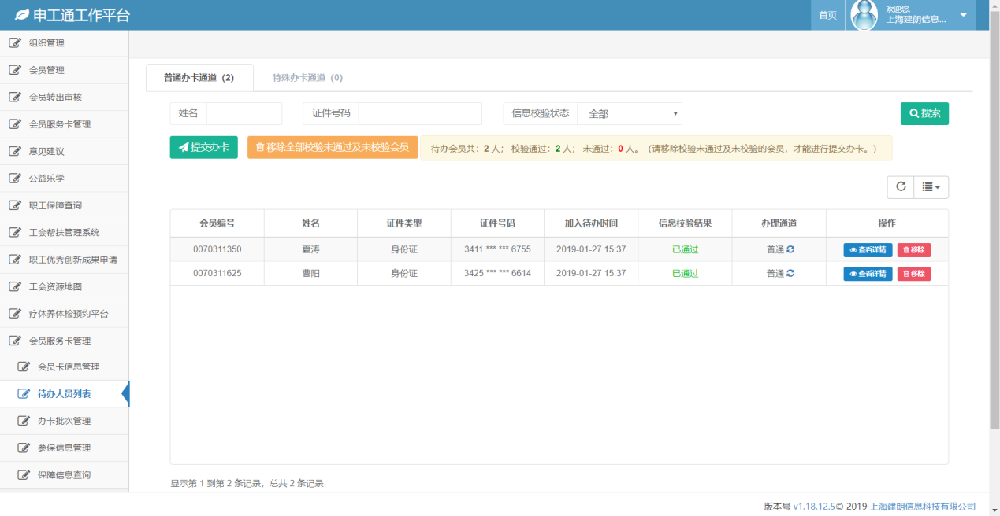 申工通工作平台
首页
欢迎您,
上海建朗信息...
组织管理
会员管理
会员转出审核
会员服务卡管理
意见建议
公益乐学
职工保障查询
工会帮扶管理系统
职工优秀创新成果申请
工会资源地图
疗休养体检预约平台
会员服务卡管理
会员卡信息管理
待办人员列表
办卡批次管理
参保信息管理
保障信息查询
普通办卡通道（2） 特殊办卡通道（0）
姓名 证件号码 信息校验状态 全部 搜索
提交办卡 移除全部校验未通过及未校验会员 待办会员共：2 人； 校验通过：2 人； 未通过：0 人。（请移除校验未通过及未校验的会员，才能进行提交办卡。）
会员编号 姓名 证件类型 证件号码 加入待办时间 信息校验结果 办理通道 操作
0070311350 夏涛 身份证 3411 *** *** 6755 2019-01-27 15:37 已通过 普通 查看详情 移除
0070311625 曹阳 身份证 3425 *** *** 6614 2019-01-27 15:37 已通过 普通 查看详情 移除
显示第 1 到第 2 条记录，总共 2 条记录
版本号 v1.18.12.5© 2019 上海建朗信息科技有限公司